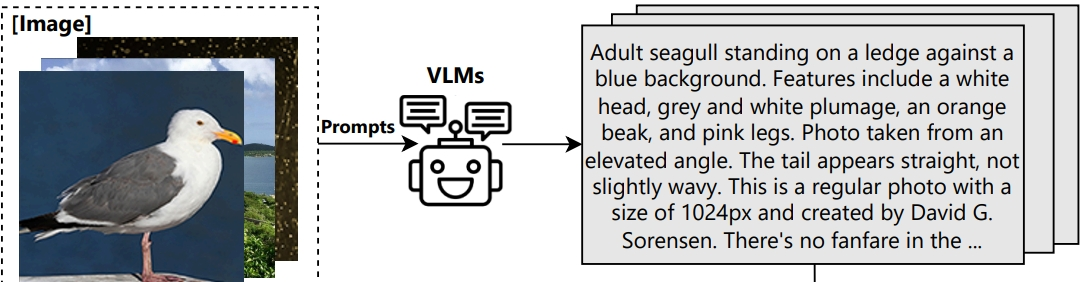 [Image]
Prompts
VLMs
Adult seagull standing on a ledge against a
blue background. Features include a white
head, grey and white plumage, an orange
beak, and pink legs. Photo taken from an
elevated angle. The tail appears straight, not
slightly wavy. This is a regular photo with a
size of 1024px and created by David G.
Sorensen. There's no fanfare in the ...